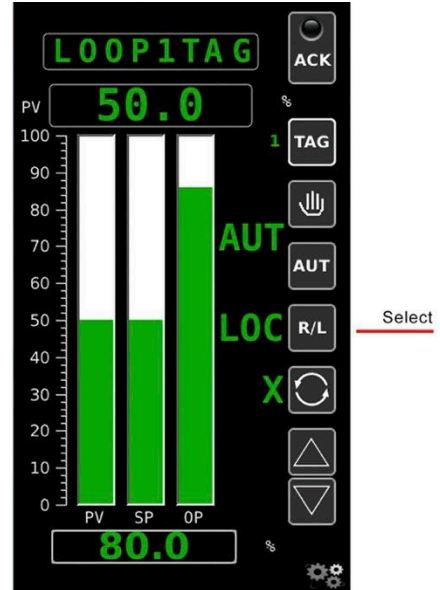 LOOP1TAG
ACK
PV 50.0 %
100
1 TAG
90
80
AUT
70
AUT
60
50
LOC R/L Select
40
30
X
20
10
0
PV SP OP
80.0 %